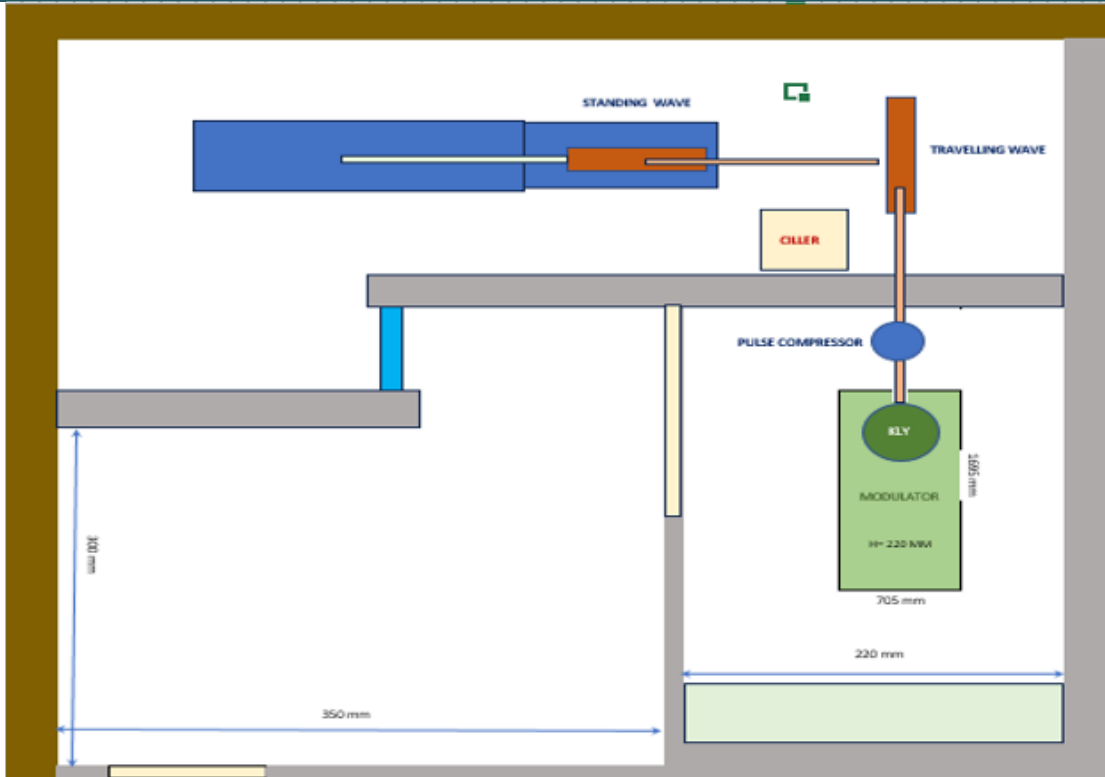 STANDING WAVE
TRAVELLING WAVE
CILLER
PULSE COMPRESSOR
KLY
1695 mm
MODULATOR
H= 220 MM
300 mm
705 mm
220 mm
350 mm